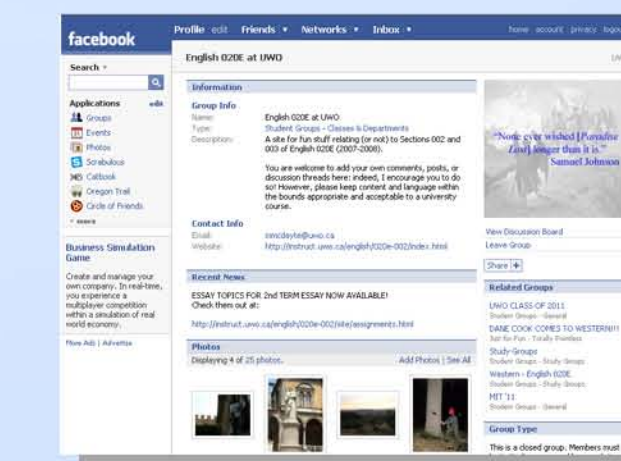 facebook
Profile edit Friends Networks Inbox
home account privacy logou
Search
Applications edit
Groups
Events
Photos
Scrabulous
Catbook
Oregon Trail
Circle of Friends
more
Business Simulation
Game
Create and manage your
own company. In real-time,
you experience a
multiplayer competition
within a simulation of real
world economy.
More Ads | Advertise
English 020E at UWO
Information
Group Info
Name: English 020E at UWO
Type: Student Groups - Classes & Departments
Description: A site for fun stuff relating (or not) to Sections 002 and
003 of English 020E (2007-2008).
You are welcome to add your own comments, posts, or
discussion threads here: indeed, I encourage you to do
so! However, please keep content and language within
the bounds appropriate and acceptable to a university
course.
Contact Info
Email:
Website: http://instruct.uwo.ca/english/020e-002/index.html
Recent News
ESSAY TOPICS FOR 2nd TERM ESSAY NOW AVAILABLE!
Check them out at:
http://instruct.uwo.ca/english/020e-002/site/assignments.html
Photos
Displaying 4 of 25 photos.
Add Photos | See All
"None ever wished [Paradise
Lost] longer than it is."
Samuel Johnson
View Discussion Board
Leave Group
Share +
Related Groups
UWO CLASS OF 2011
Student Groups - General
DANE COOK COMES TO WESTERN!!!
Just for Fun - Totally Pointless
Study-Groups
Student Groups - Study Groups
Western - English 020E
Student Groups - Study Groups
MIT '11
Student Groups - General
Group Type
This is a closed group. Members must